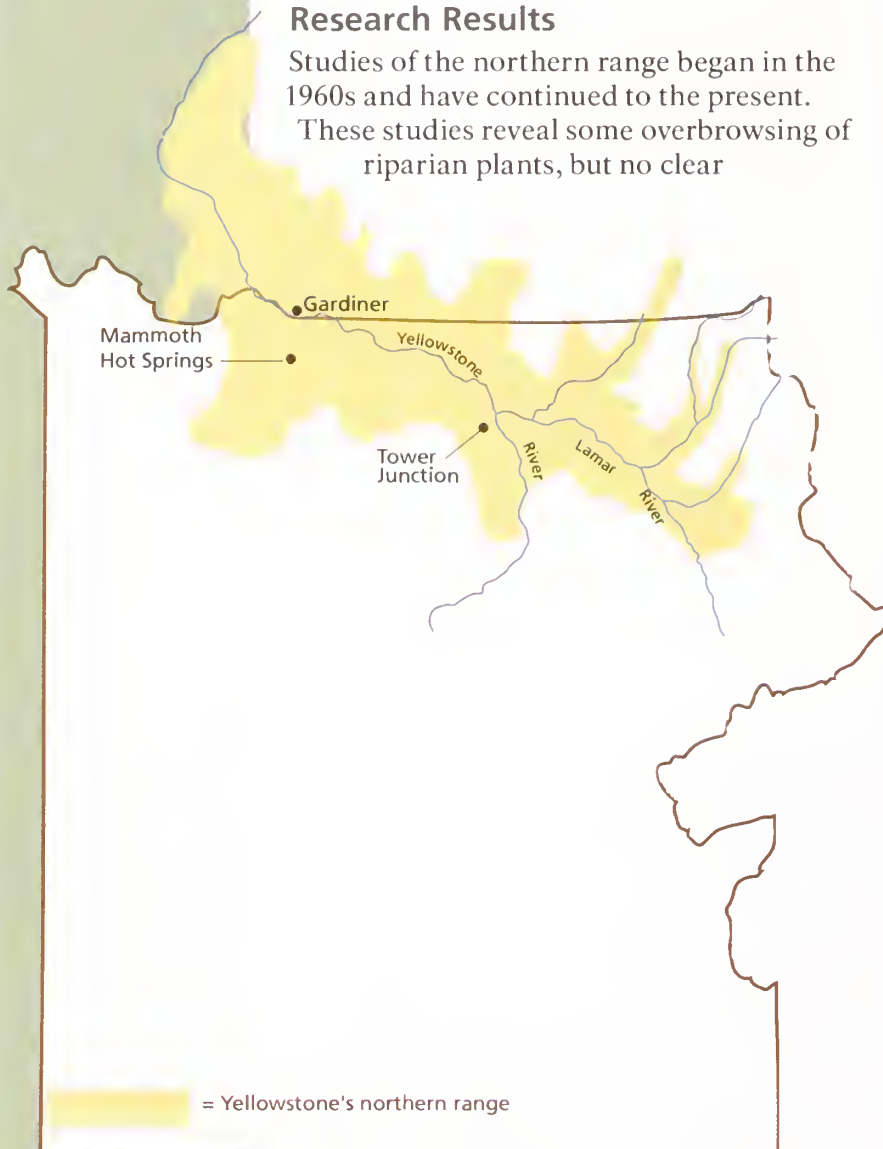 Research Results
Studies of the northern range began in the
1960s and have continued to the present.
These studies reveal some overbrowsing of
riparian plants, but no clear
Gardiner
Mammoth
Hot Springs
Yellowstone
River
Tower
Junction
Lamar
River
= Yellowstone's northern range